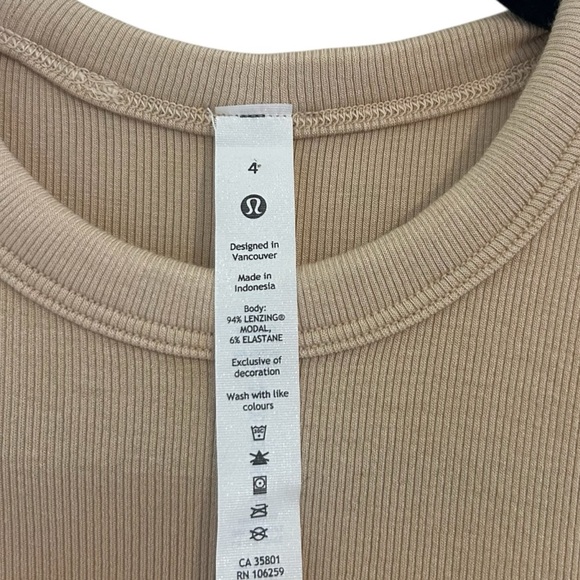 4"
Designed in
Vancouver
Made in
Indonesia
Body:
94% LENZING®
MODAL,
6% ELASTANE
Exclusive of
decoration
Wash with like
colours
CA 35801
RN 106259